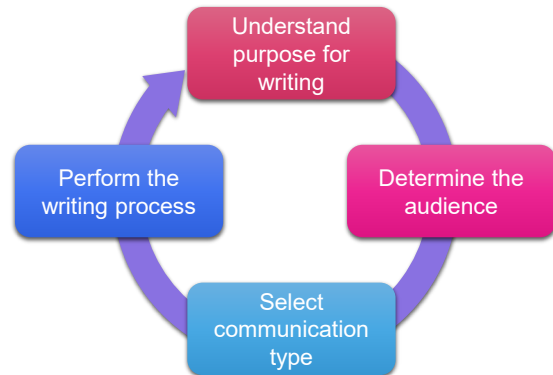 Understand
purpose for
writing
Determine the
audience
Select
communication
type
Perform the
writing process